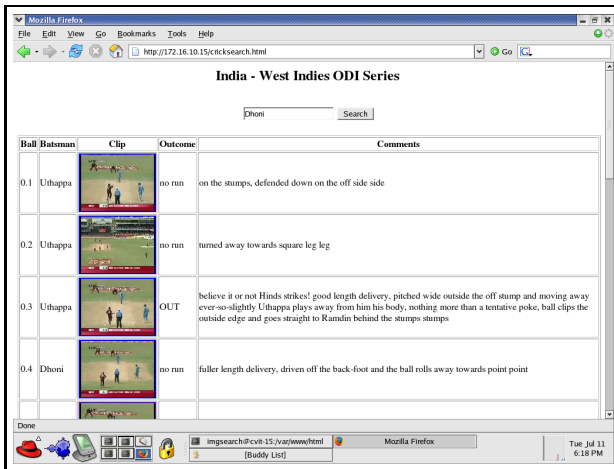 Mozilla Firefox
File Edit View Go Bookmarks Tools Help
http://172.16.10.15/cricksearch.html Go G
India - West Indies ODI Series
Dhoni Search
Ball Batsman Clip Outcome Comments
0.1 Uthappa no run on the stumps, defended down on the off side side
0.2 Uthappa no run turned away towards square leg leg
0.3 Uthappa OUT believe it or not Hinds strikes! good length delivery, pitched wide outside the off stump and moving away
ever-so-slightly Uthappa plays away from him his body, nothing more than a tentative poke, ball clips the
outside edge and goes straight to Ramdin behind the stumps stumps
0.4 Dhoni no run fuller length delivery, driven off the back-foot and the ball rolls away towards point point
Done
imgsearch@cvit-15:/var/www/html Mozilla Firefox
[Buddy List]
Tue Jul 11
6:18 PM